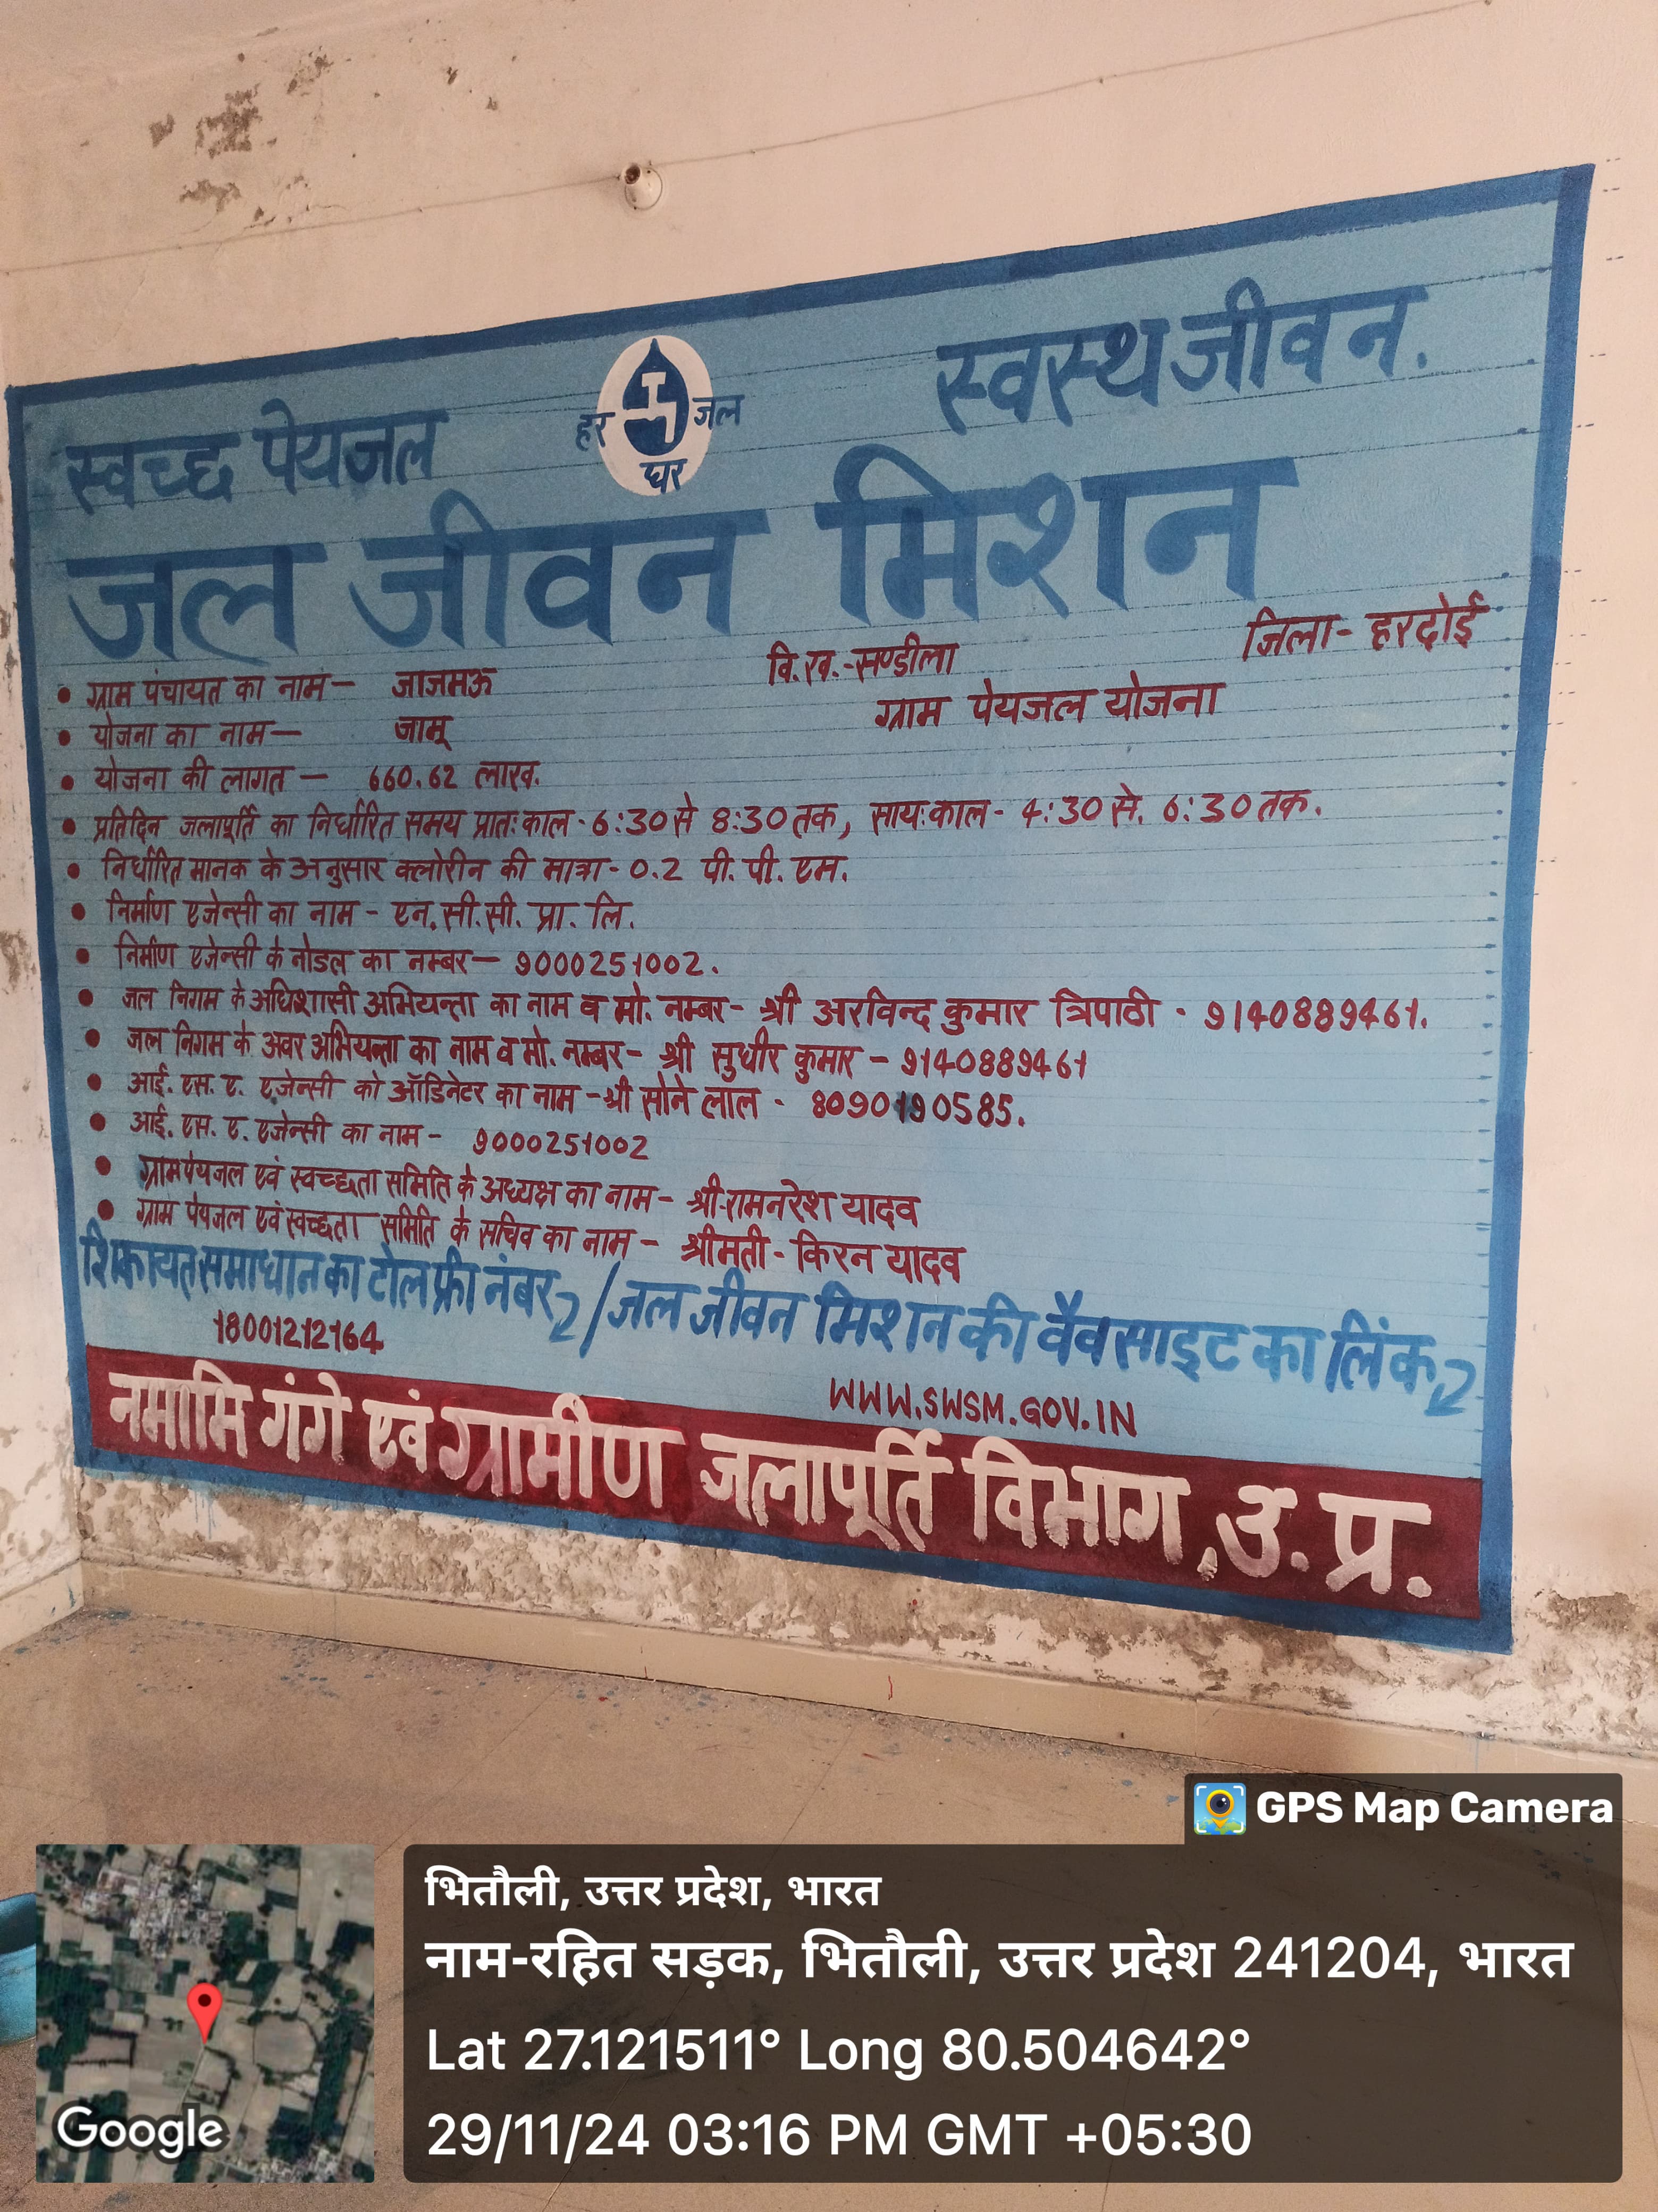 स्वच्छ पेयजल
हर जल
घर
स्वस्थ जीवन.
जल जीवन मिशन
जिला- हरदोई
• ग्राम पंचायत का नाम- जाजमऊ वि.ख.-सण्डीला
• योजना का नाम- जामू ग्राम पेयजल योजना
• योजना की लागत - 660.62 लाख.
• प्रतिदिन जलापूर्ति का निर्धारित समय प्रातःकाल - 6:30 से 8:30 तक, सायःकाल - 4:30 से. 6:30 तक.
• निर्धारित मानक के अनुसार क्लोरीन की मात्रा - 0.2 पी. पी. एम.
• निर्माण एजेन्सी का नाम - एन. सी. सी. प्रा. लि.
• निर्माण एजेन्सी के नोडल का नम्बर- 9000251002.
• जल निगम के अधिशासी अभियन्ता का नाम व मो. नम्बर- श्री अरविन्द कुमार त्रिपाठी - 9140889461.
• जल निगम के अवर अभियन्ता का नाम व मो. नम्बर- श्री सुधीर कुमार - 9140889461
• आई. एस. ए. एजेन्सी को ऑडिनेटर का नाम -श्री सोने लाल - 8090190585.
• आई. एस. ए. एजेन्सी का नाम - 9000251002
• ग्रामपेयजल एवं स्वच्छता समिति के अध्यक्ष का नाम - श्री-रामनरेश यादव
• ग्राम पेयजल एवं स्वच्छता समिति के सचिव का नाम - श्रीमती - किरन यादव
शिकायत समाधान का टोल फ्री नंबर / जल जीवन मिशन की वैवसाइट का लिंक
18001212164
WWW.SWSM.GOV.IN
नमामि गंगे एवं ग्रामीण जलापूर्ति विभाग, उ. प्र.
GPS Map Camera
भितौली, उत्तर प्रदेश, भारत
नाम-रहित सड़क, भितौली, उत्तर प्रदेश 241204, भारत
Lat 27.121511° Long 80.504642°
29/11/24 03:16 PM GMT +05:30
Google